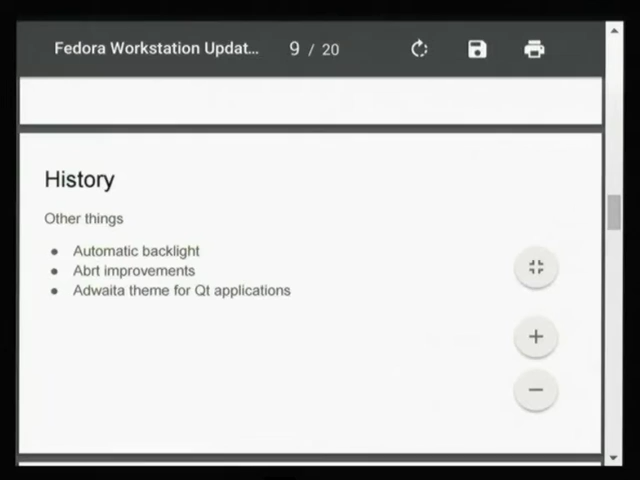 Fedora Workstation Updat... 9 / 20
History
Other things
● Automatic backlight
● Abrt improvements
● Adwaita theme for Qt applications